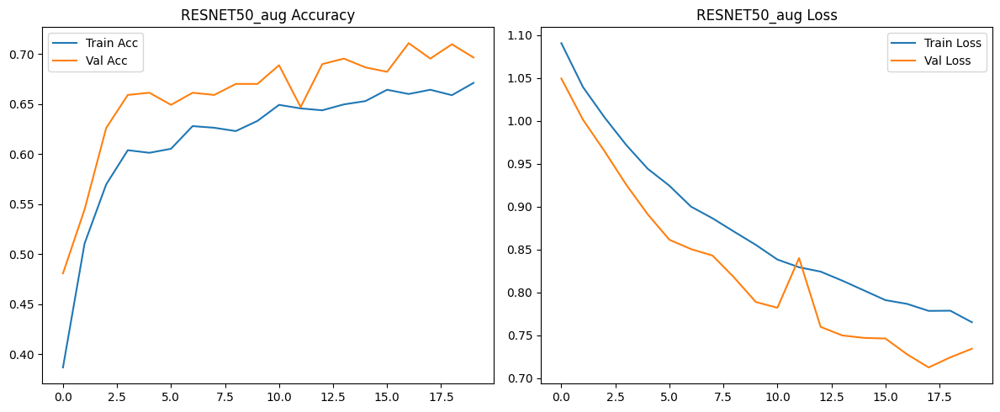 RESNET50_aug Accuracy
Train Acc
Val Acc
0.70
0.65
0.60
0.55
0.50
0.45
0.40
0.0 2.5 5.0 7.5 10.0 12.5 15.0 17.5
RESNET50_aug Loss
Train Loss
Val Loss
1.10
1.05
1.00
0.95
0.90
0.85
0.80
0.75
0.70
0.0 2.5 5.0 7.5 10.0 12.5 15.0 17.5